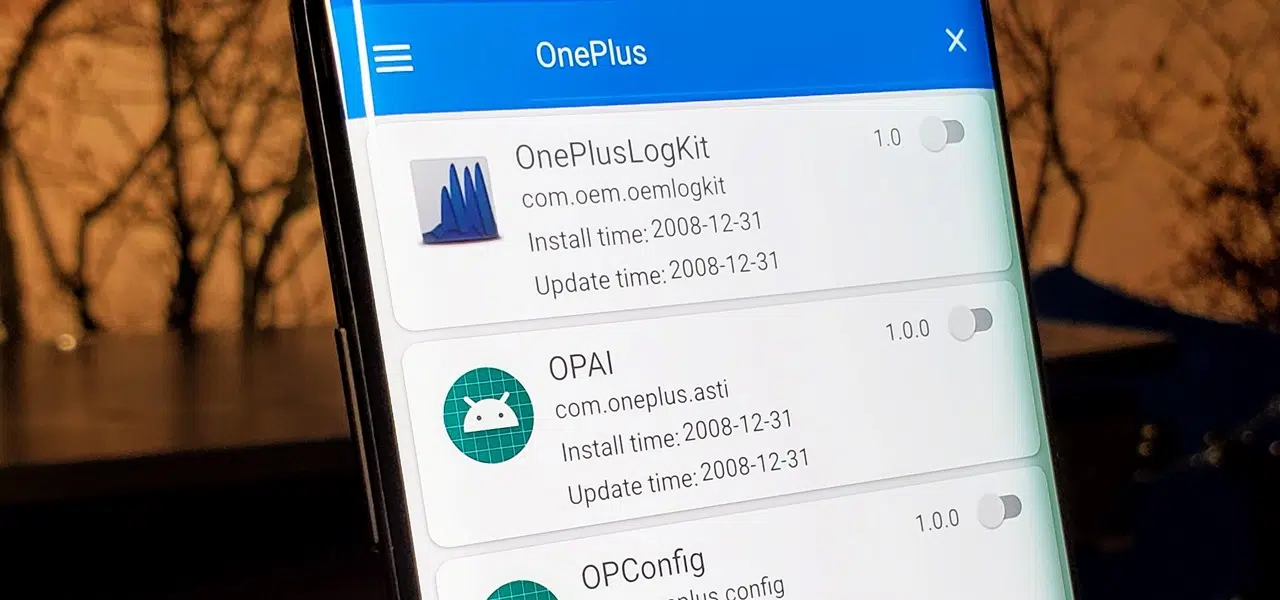 OnePlus
OnePlusLogKit
1.0
com.oem.oemlogkit
Install time: 2008-12-31
Update time: 2008-12-31
OPAI
1.0.0
com.oneplus.asti
Install time: 2008-12-31
Update time: 2008-12-31
OPConfig
1.0.0
plus.config